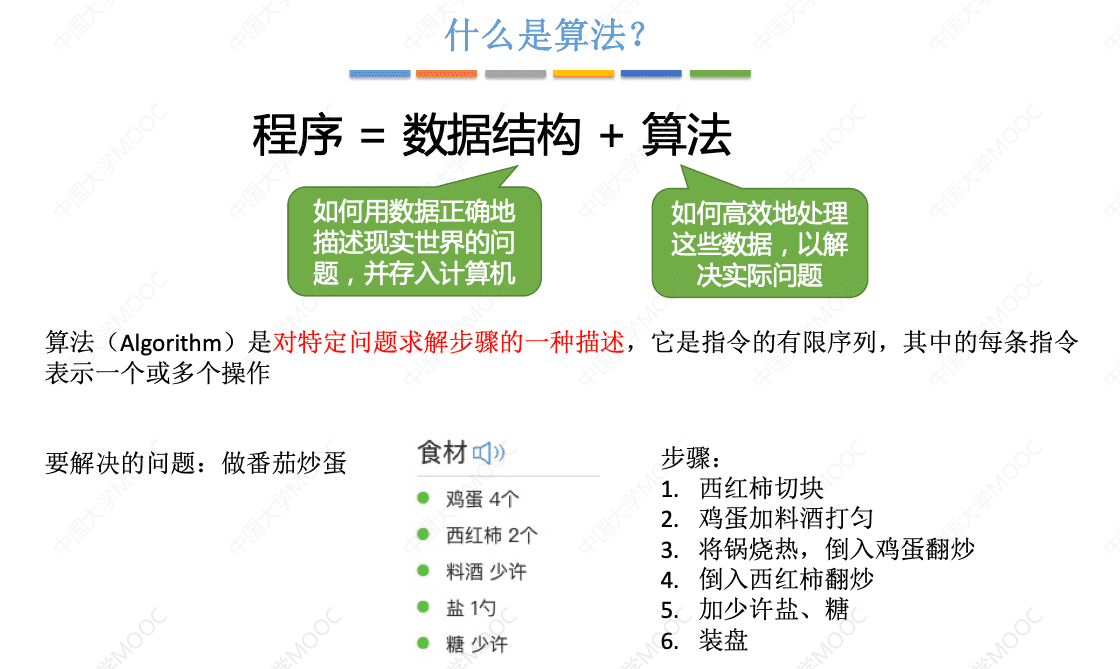 什么是算法？
程序 = 数据结构 + 算法
如何用数据正确地
描述现实世界的问
题，并存入计算机
如何高效地处理
这些数据，以解
决实际问题
算法（Algorithm）是对特定问题求解步骤的一种描述，它是指令的有限序列，其中的每条指令
表示一个或多个操作
要解决的问题：做番茄炒蛋
食材
鸡蛋 4个
西红柿 2个
料酒 少许
盐 1勺
糖 少许
步骤：
1. 西红柿切块
2. 鸡蛋加料酒打匀
3. 将锅烧热，倒入鸡蛋翻炒
4. 倒入西红柿翻炒
5. 加少许盐、糖
6. 装盘
中国大学MOOC